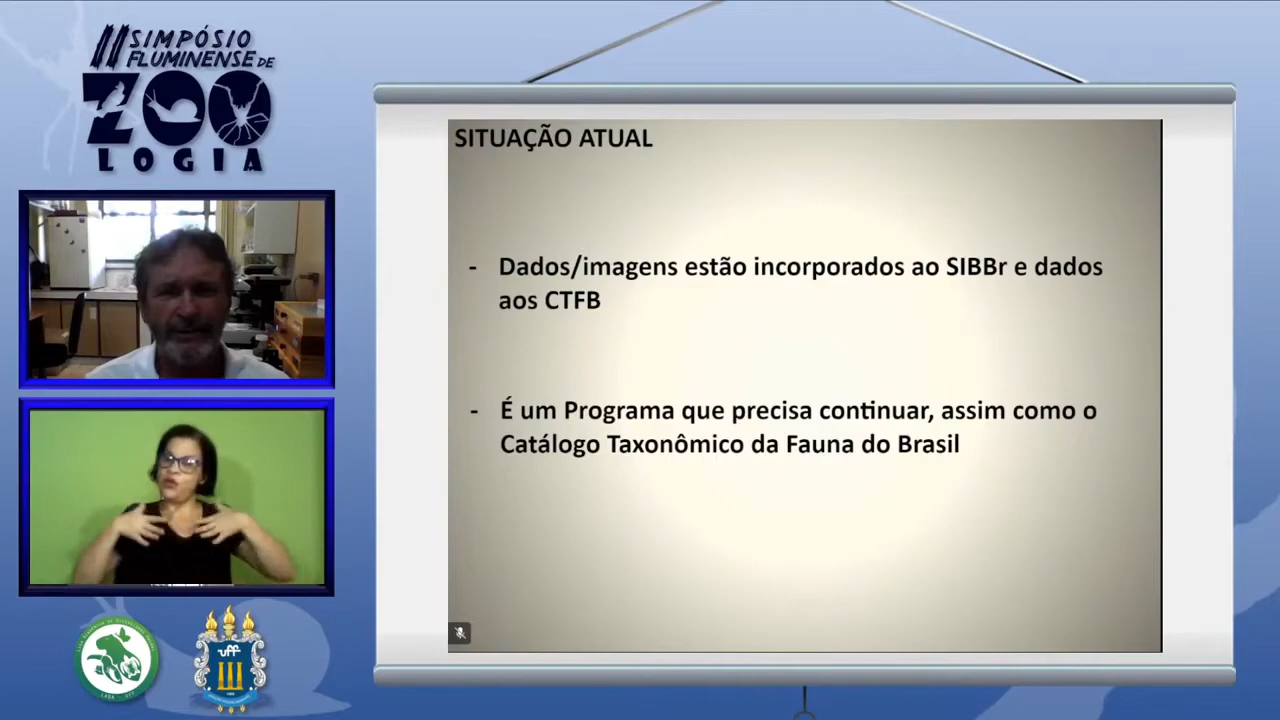 II SIMPÓSIO
FLUMINENSE DE
ZOO
LOGIA
SITUAÇÃO ATUAL
- Dados/imagens estão incorporados ao SIBBr e dados
aos CTFB
- É um Programa que precisa continuar, assim como o
Catálogo Taxonômico da Fauna do Brasil
uff